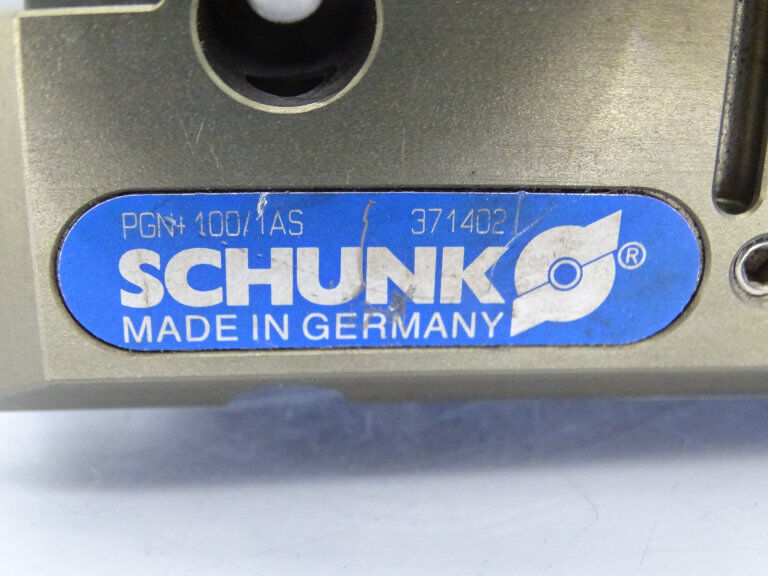 PGN+ 100/1AS 371402
SCHUNK ®
MADE IN GERMANY